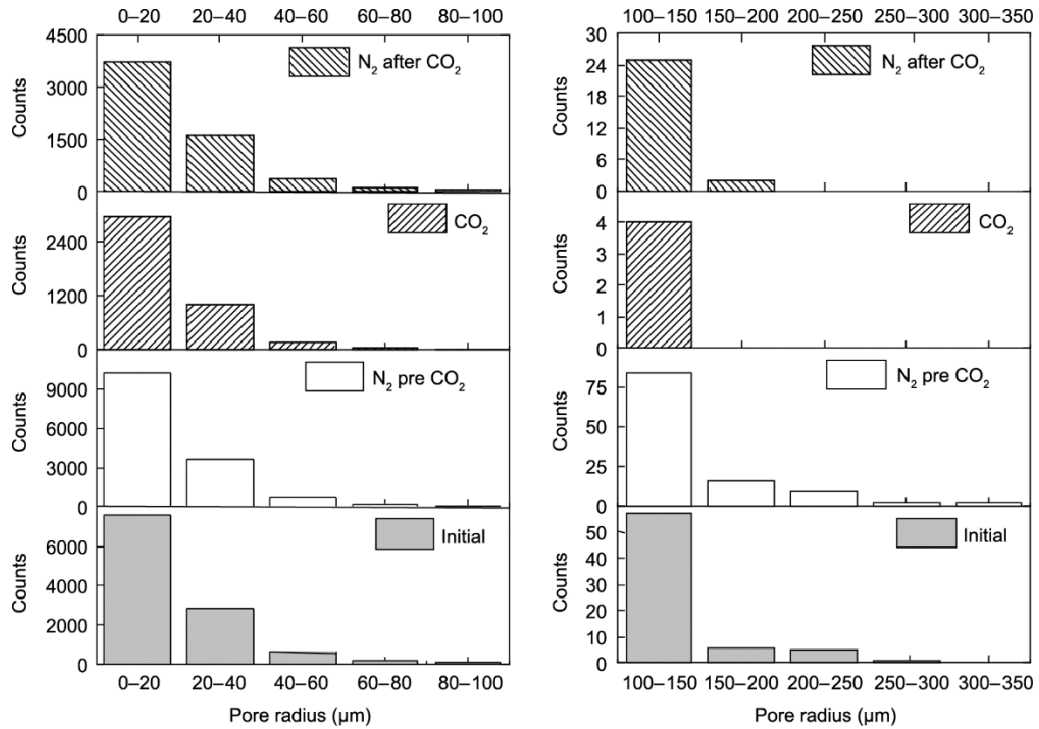 0–20 20–40 40–60 60–80 80–100
4500
3000
1500
0
Counts
N₂ after CO₂
2400
1200
0
Counts
CO₂
9000
6000
3000
0
Counts
N₂ pre CO₂
6000
4000
2000
0
Counts
Initial
0–20 20–40 40–60 60–80 80–100
Pore radius (µm)
100–150 150–200 200–250 250–300 300–350
30
24
18
12
6
0
Counts
N₂ after CO₂
4
3
2
1
0
Counts
CO₂
75
50
25
0
Counts
N₂ pre CO₂
50
40
30
20
10
0
Counts
Initial
100–150 150–200 200–250 250–300 300–350
Pore radius (µm)